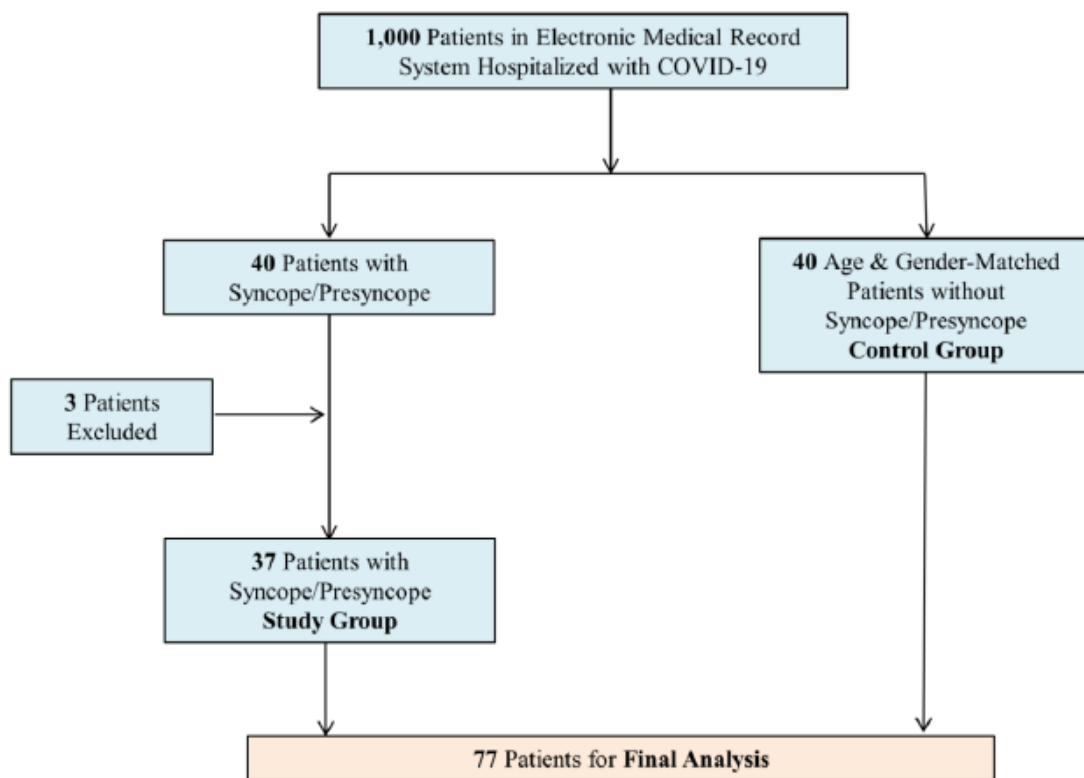 1,000 Patients in Electronic Medical Record
System Hospitalized with COVID-19
40 Patients with
Syncope/Presyncope
40 Age & Gender-Matched
Patients without
Syncope/Presyncope
Control Group
3 Patients
Excluded
37 Patients with
Syncope/Presyncope
Study Group
77 Patients for Final Analysis